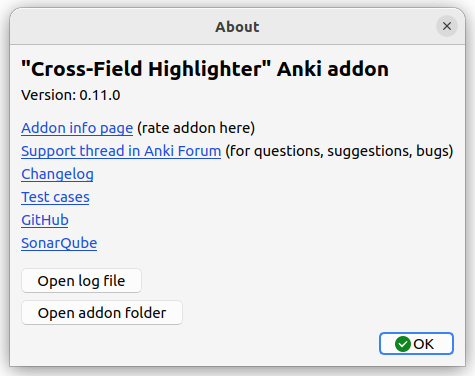 About
"Cross-Field Highlighter" Anki addon
Version: 0.11.0
Addon info page (rate addon here)
Support thread in Anki Forum (for questions, suggestions, bugs)
Changelog
Test cases
GitHub
SonarQube
Open log file
Open addon folder
OK